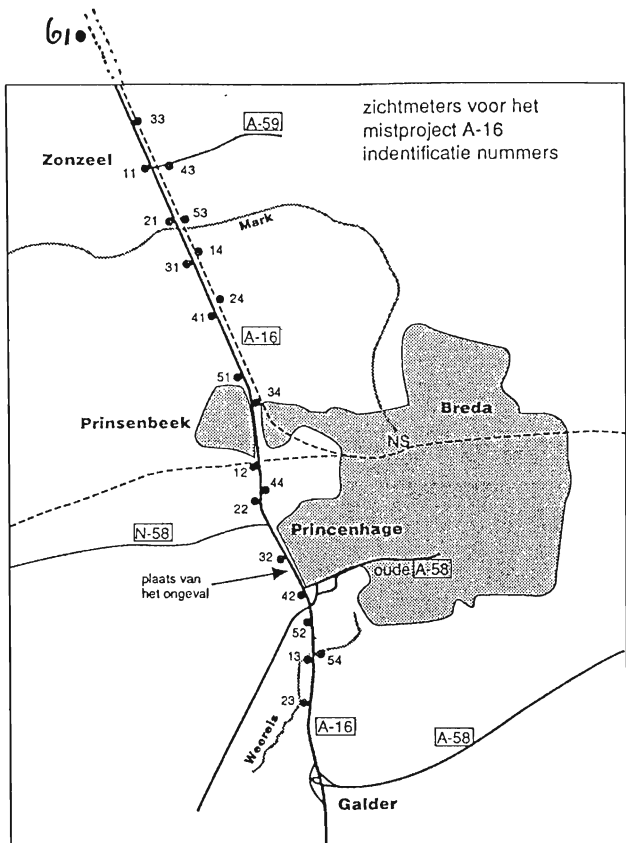 61
zichtmeters voor het
mistproject A-16
indentificatie nummers
33
A-59
Zonzeel
11
43
21
53
Mark
14
31
24
41
A-16
51
34
Prinsenbeek
Breda
NS
12
44
22
N-58
Princenhage
32
oude A-58
plaats van
het ongeval
42
52
13
54
23
Weereis
A-16
A-58
Galder